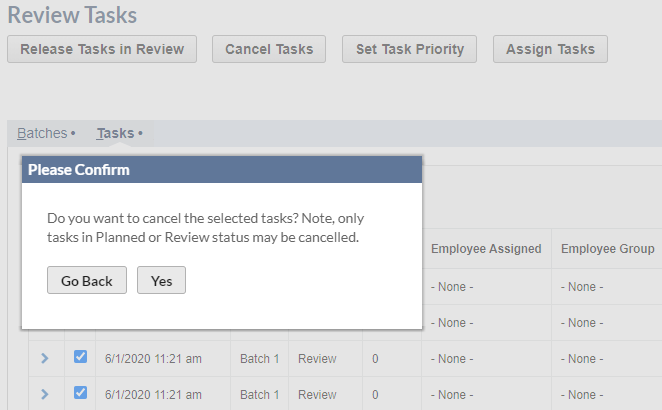 Review Tasks
Release Tasks in Review Cancel Tasks Set Task Priority Assign Tasks
Batches • Tasks •
Please Confirm
Do you want to cancel the selected tasks? Note, only
tasks in Planned or Review status may be cancelled.
Go Back Yes
Employee Assigned Employee Group
- None - - None -
- None - - None -
6/1/2020 11:21 am Batch 1 Review 0 - None - - None -
6/1/2020 11:21 am Batch 1 Review 0 - None - - None -